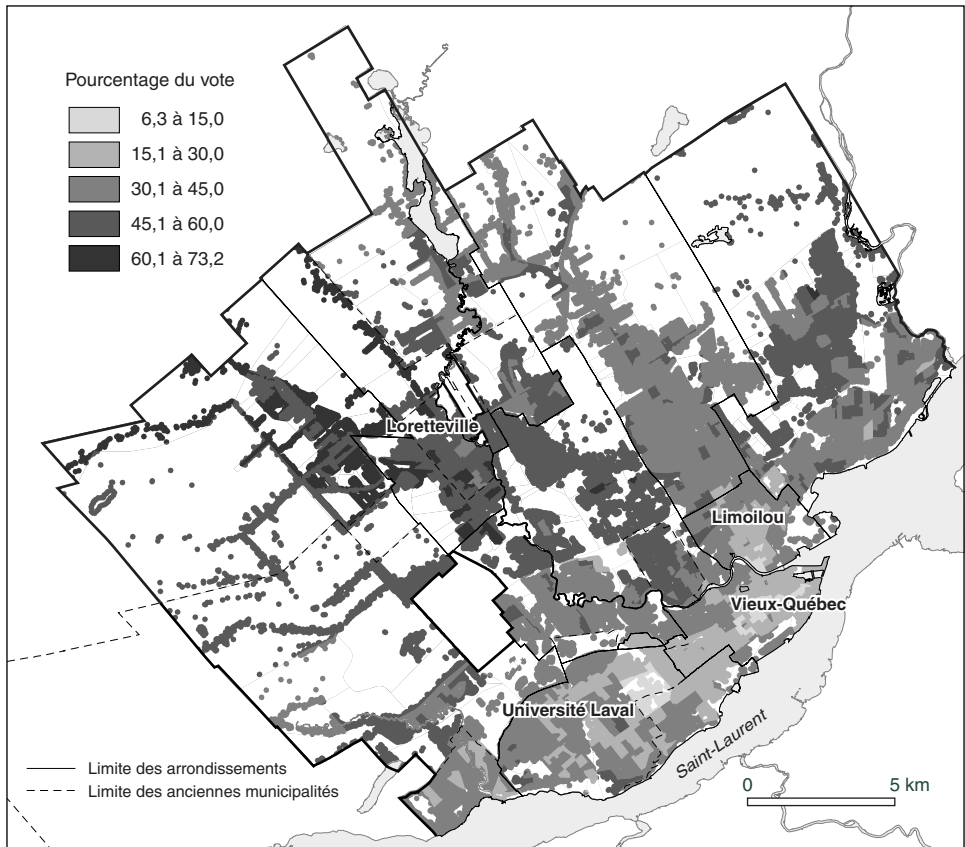 Pourcentage du vote
6,3 à 15,0
15,1 à 30,0
30,1 à 45,0
45,1 à 60,0
60,1 à 73,2
Loretteville
Limoilou
Vieux-Québec
Université Laval
Saint-Laurent
Limite des arrondissements
Limite des anciennes municipalités
0 5 km